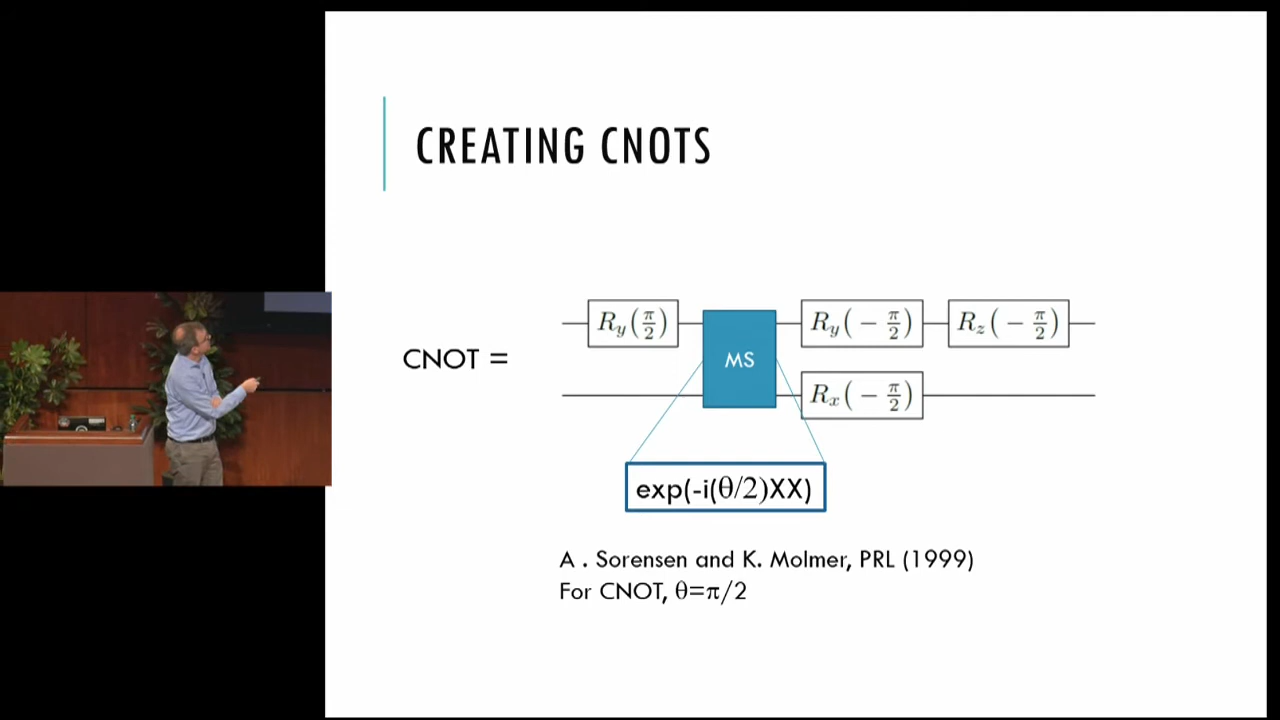 CREATING CNOTS
CNOT =
R_y(π/2)
MS
R_y(−π/2)
R_z(−π/2)
R_x(−π/2)
exp(-i(θ/2)XX)
A . Sorensen and K. Molmer, PRL (1999)
For CNOT, θ=π/2